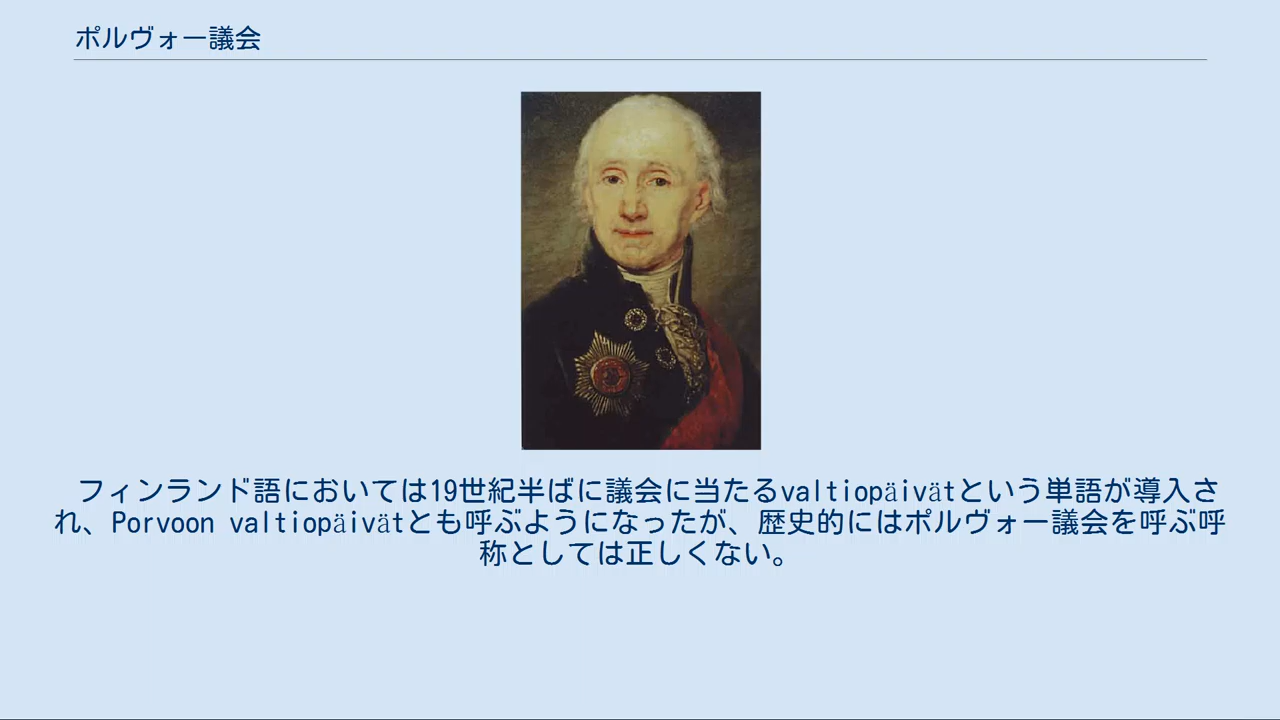 ポルヴォー議会
フィンランド語においては19世紀半ばに議会に当たるvaltiopäivätという単語が導入さ
れ、Porvoon valtiopäivätとも呼ぶようになったが、歴史的にはポルヴォー議会を呼ぶ呼
称としては正しくない。